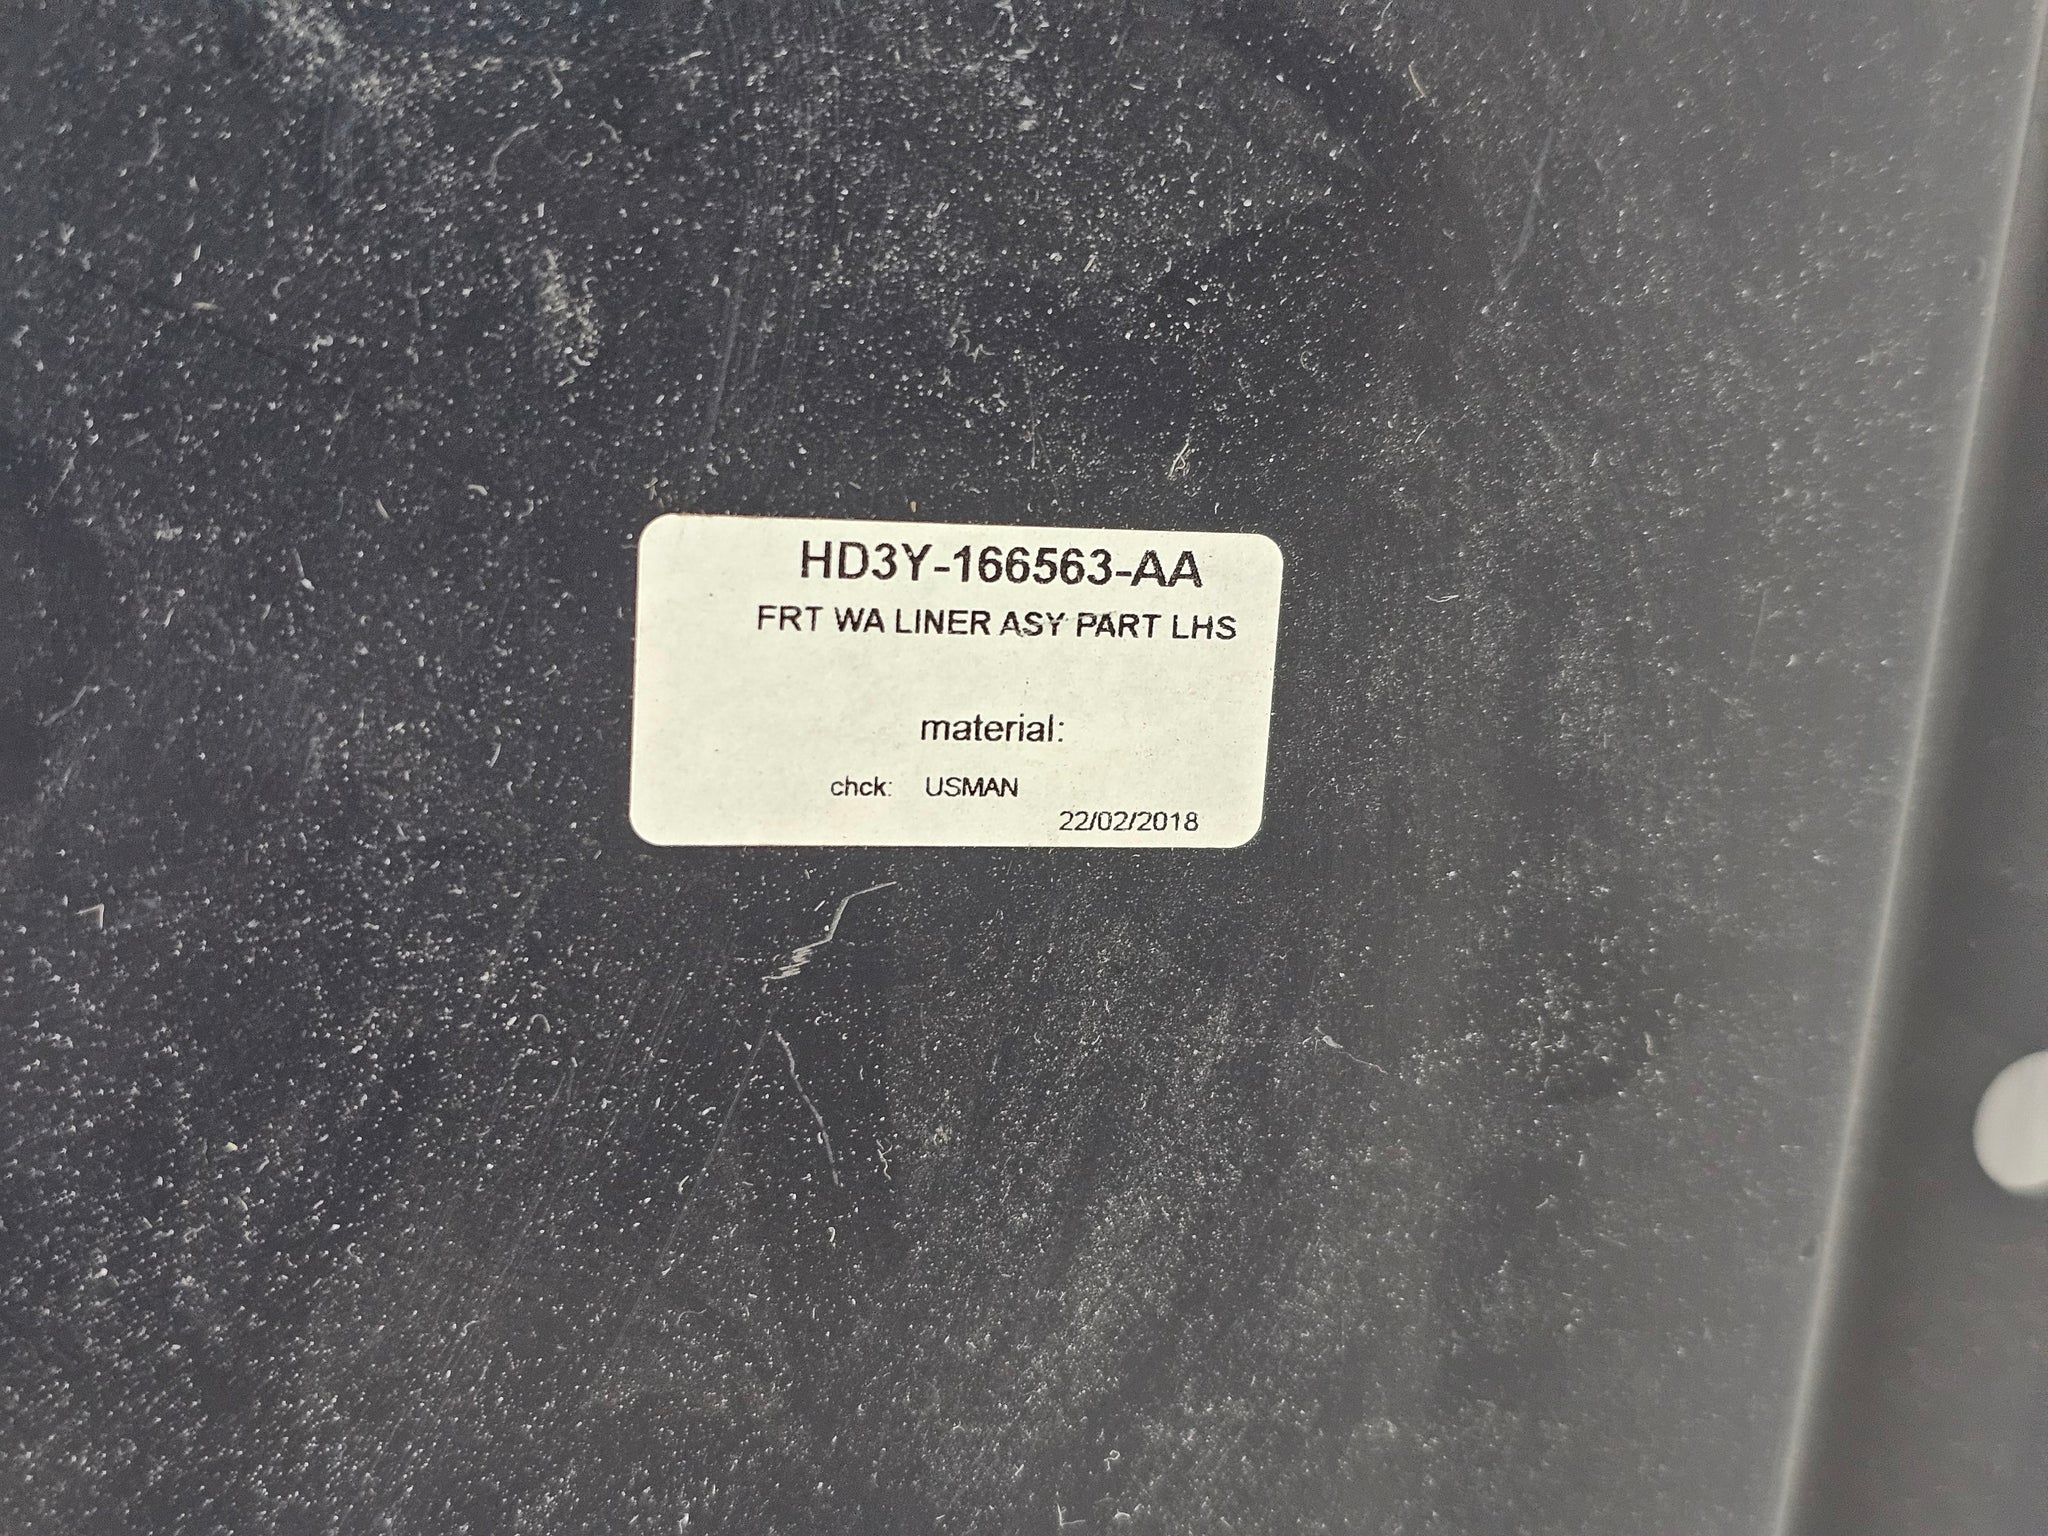 HD3Y-166563-AA
FRT WA LINER ASY PART LHS
material:
chck: USMAN
22/02/2018